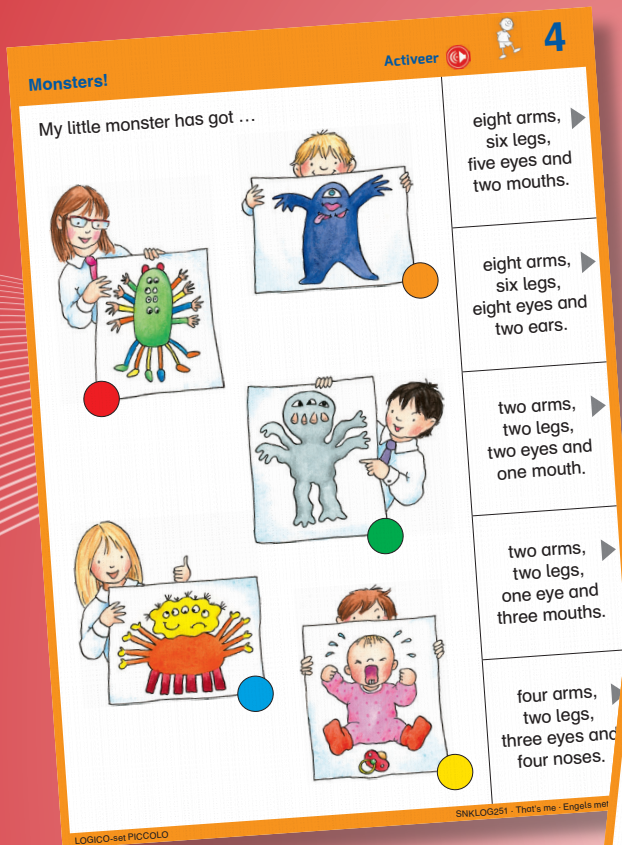 Monsters!
Activeer
4
My little monster has got ...
eight arms,
six legs,
five eyes and
two mouths.
eight arms,
six legs,
eight eyes and
two ears.
two arms,
two legs,
two eyes and
one mouth.
two arms,
two legs,
one eye and
three mouths.
four arms,
two legs,
three eyes and
four noses.
LOGICO-set PICCOLO
SNKLOG251 - That's me - Engels met